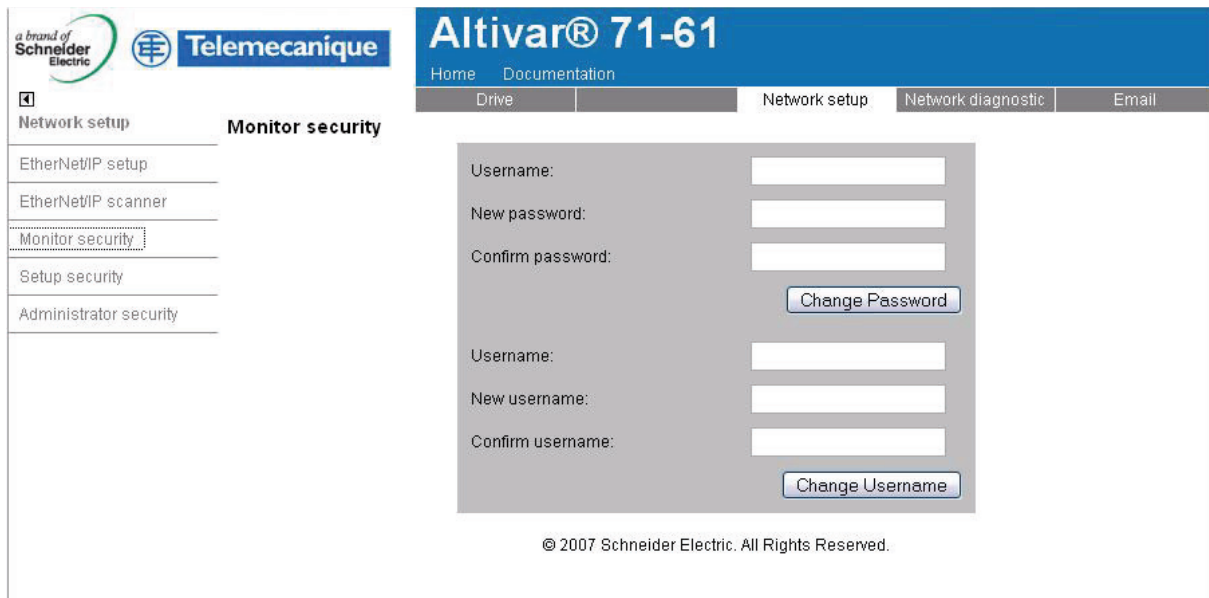 a brand of
Schneider
Electric
Telemecanique
Altivar® 71-61
Home Documentation
Drive Network setup Network diagnostic Email
Network setup
EtherNet/IP setup
EtherNet/IP scanner
Monitor security
Setup security
Administrator security
Monitor security
Username:
New password:
Confirm password:
Change Password
Username:
New username:
Confirm username:
Change Username
© 2007 Schneider Electric. All Rights Reserved.